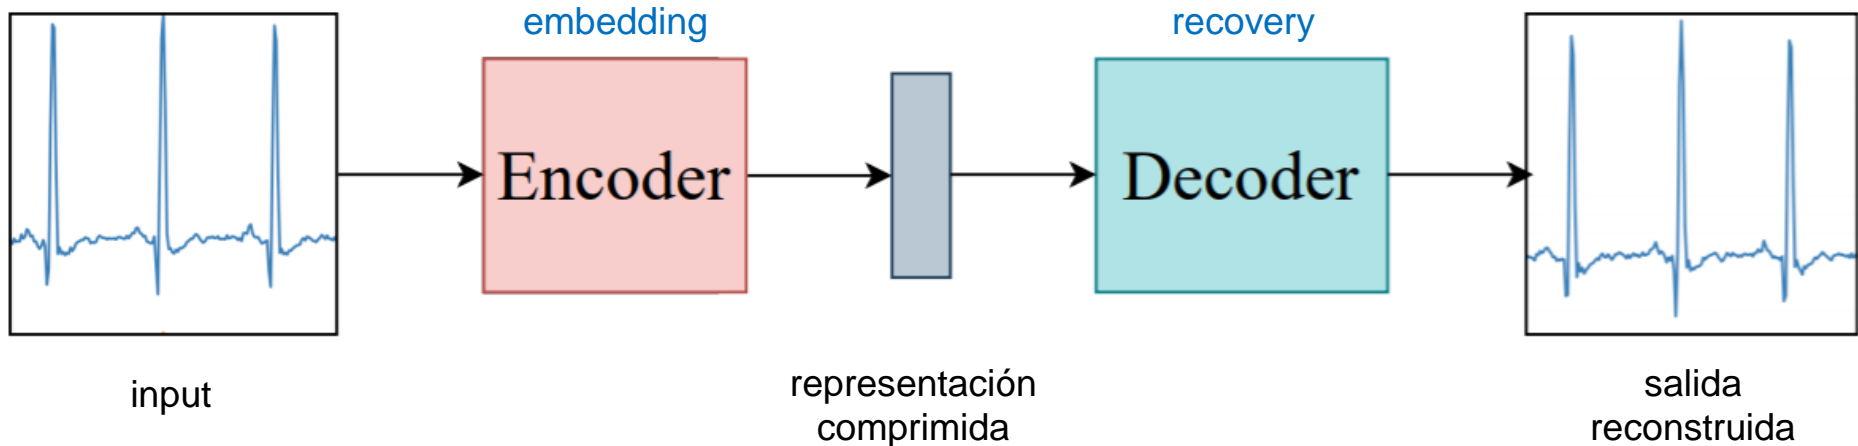 embedding
recovery
Encoder
Decoder
input
representación
comprimida
salida
reconstruida